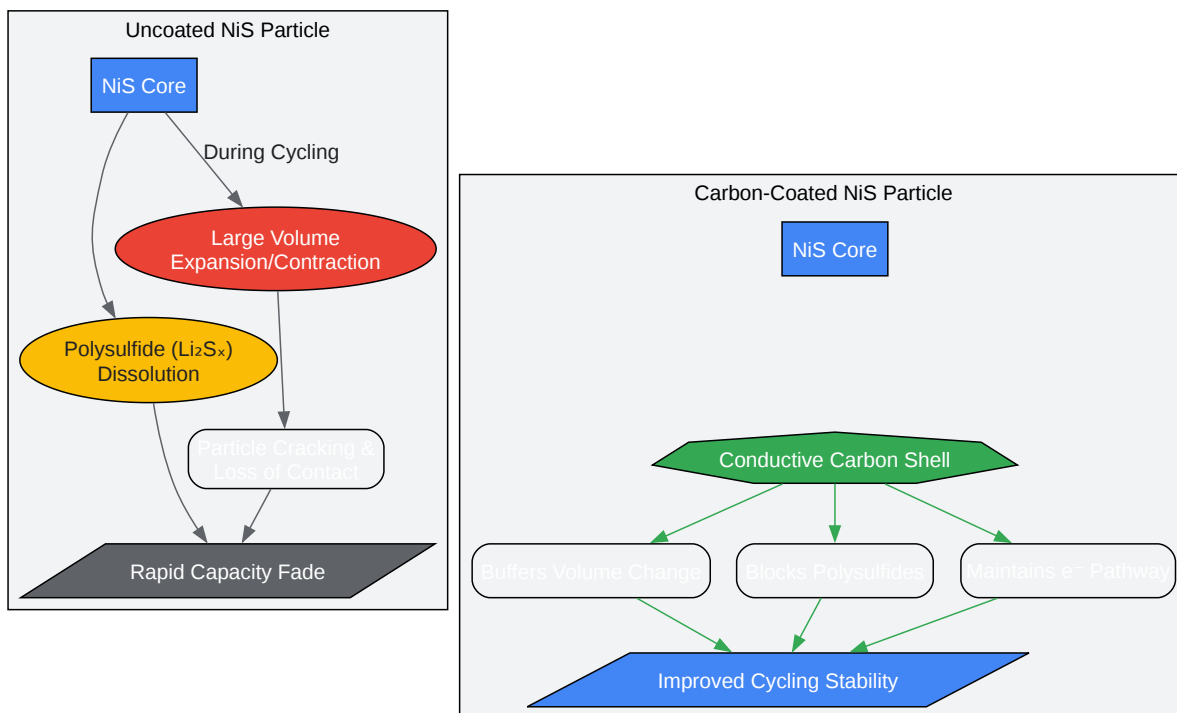 Uncoated NiS Particle
NiS Core
During Cycling
Large Volume
Expansion/Contraction
Polysulfide (Li₂Sₓ)
Dissolution
Particle Cracking &
Loss of Contact
Rapid Capacity Fade
Carbon-Coated NiS Particle
NiS Core
Conductive Carbon Shell
Buffers Volume Change
Blocks Polysulfides
Maintains e⁻ Pathway
Improved Cycling Stability